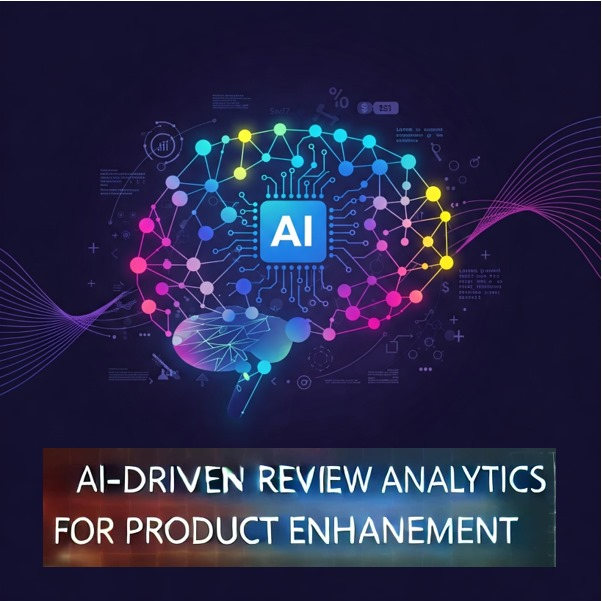 AI
AI-DRIVEN REVIEW ANALYTICS
FOR PRODUCT ENHANEMENT